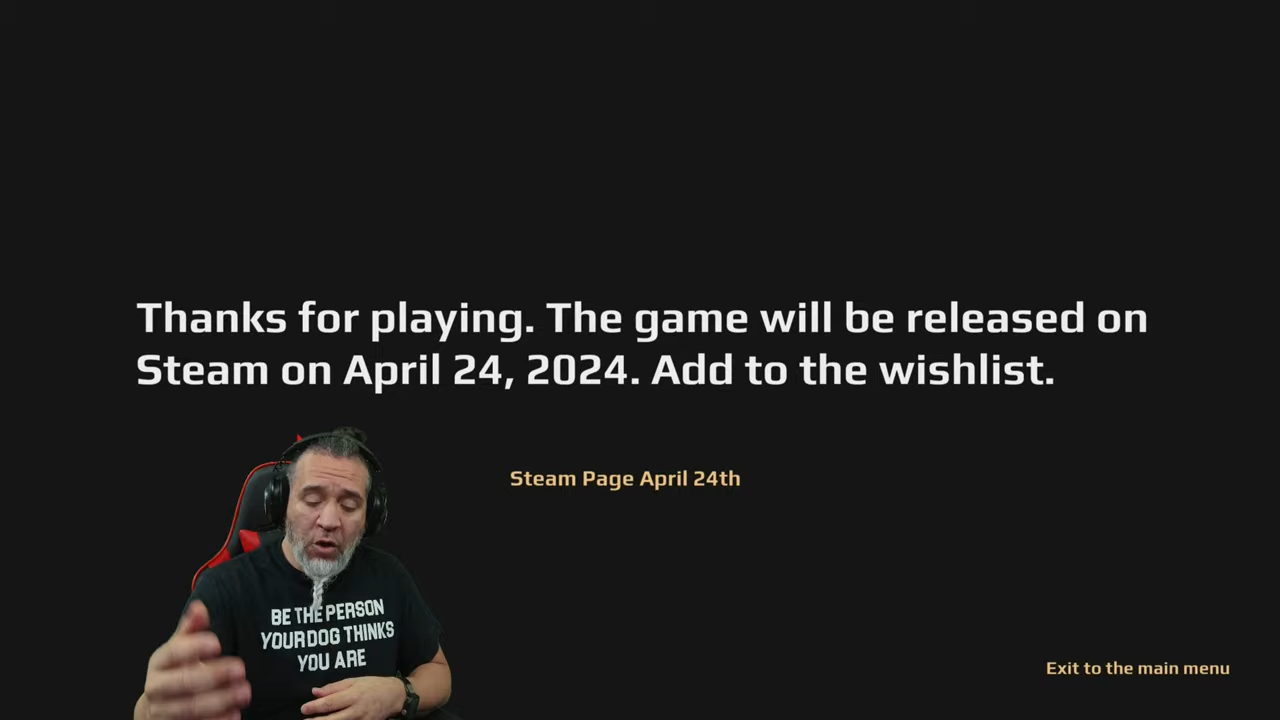 Thanks for playing. The game will be released on
Steam on April 24, 2024. Add to the wishlist.
Steam Page April 24th
BE THE PERSON
YOUR DOG THINKS
YOU ARE
Exit to the main menu